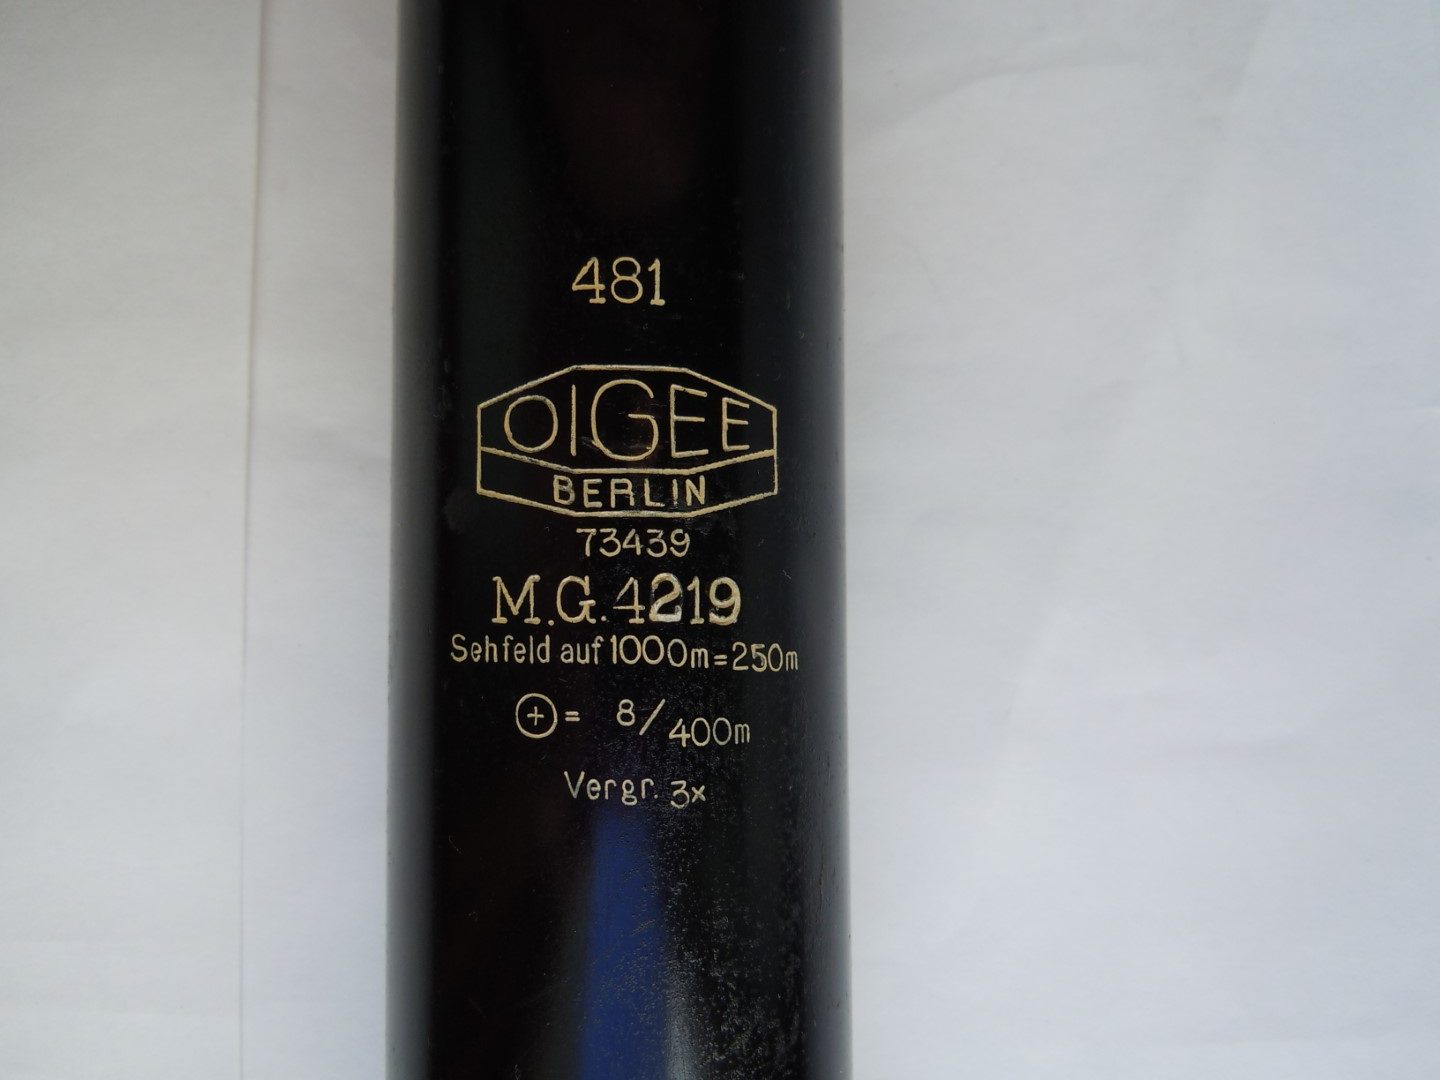 481
OIGEE
BERLIN
73439
M.G. 4219
Sehfeld auf 1000m=250m
⊕= 8/400m
Vergr. 3x